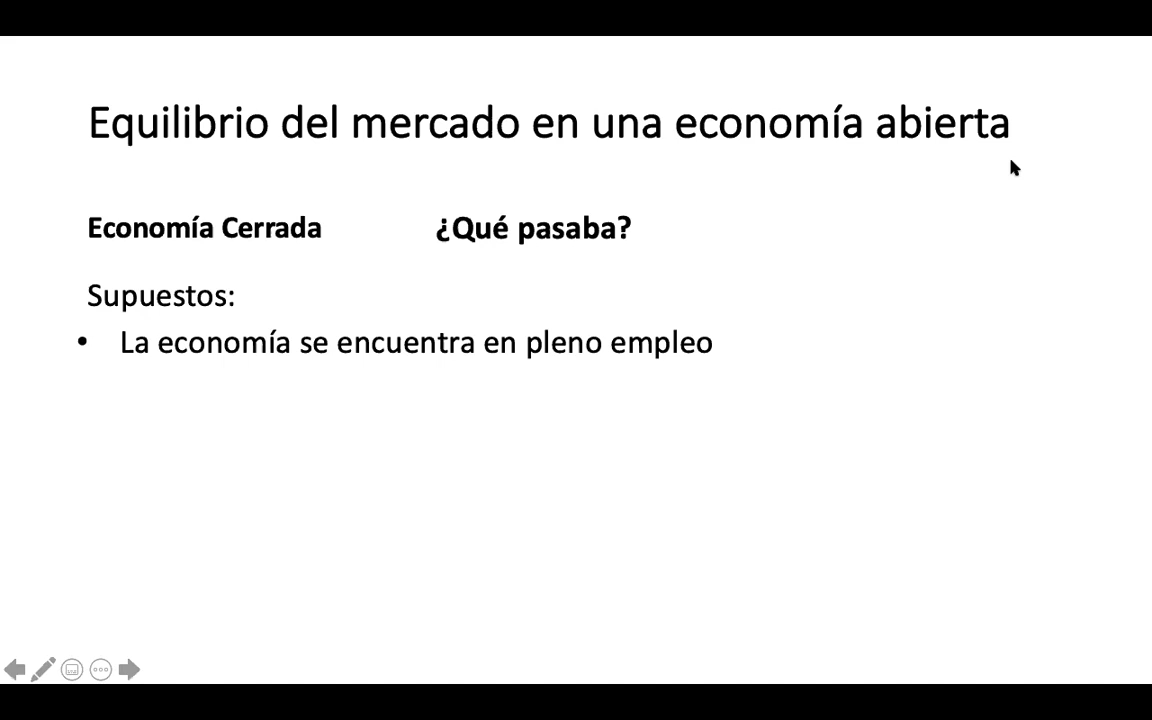 Equilibrio del mercado en una economía abierta
Economía Cerrada ¿Qué pasaba?
Supuestos:
• La economía se encuentra en pleno empleo